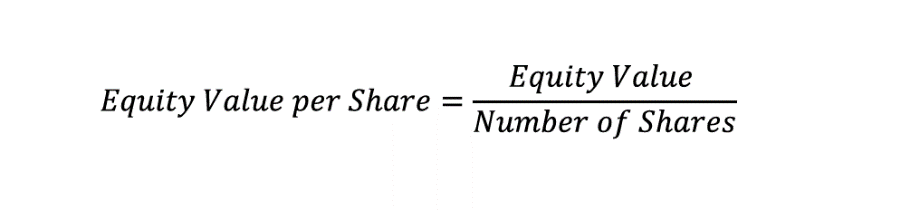 Equity Value per Share = Equity Value / Number of Shares